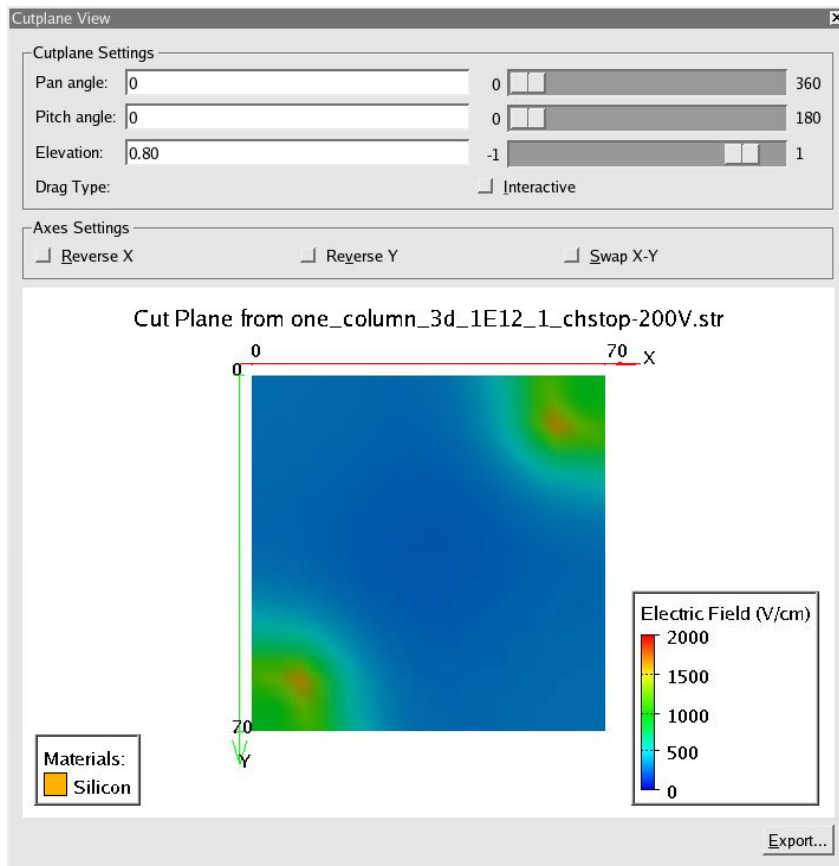 Cutplane View
Cutplane Settings
Pan angle: 0 0 360
Pitch angle: 0 0 180
Elevation: 0.80 -1 1
Drag Type: Interactive
Axes Settings
Reverse X Reverse Y Swap X-Y
Cut Plane from one_column_3d_1E12_1_chstop-200V.str
0 70 X
0
70
Y
Electric Field (V/cm)
2000
1500
1000
500
0
Materials:
Silicon
Export...